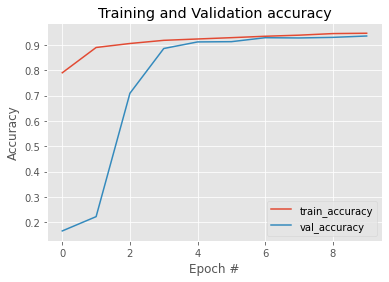 Training and Validation accuracy
Accuracy
0.9
0.8
0.7
0.6
0.5
0.4
0.3
0.2
train_accuracy
val_accuracy
0 2 4 6 8
Epoch #